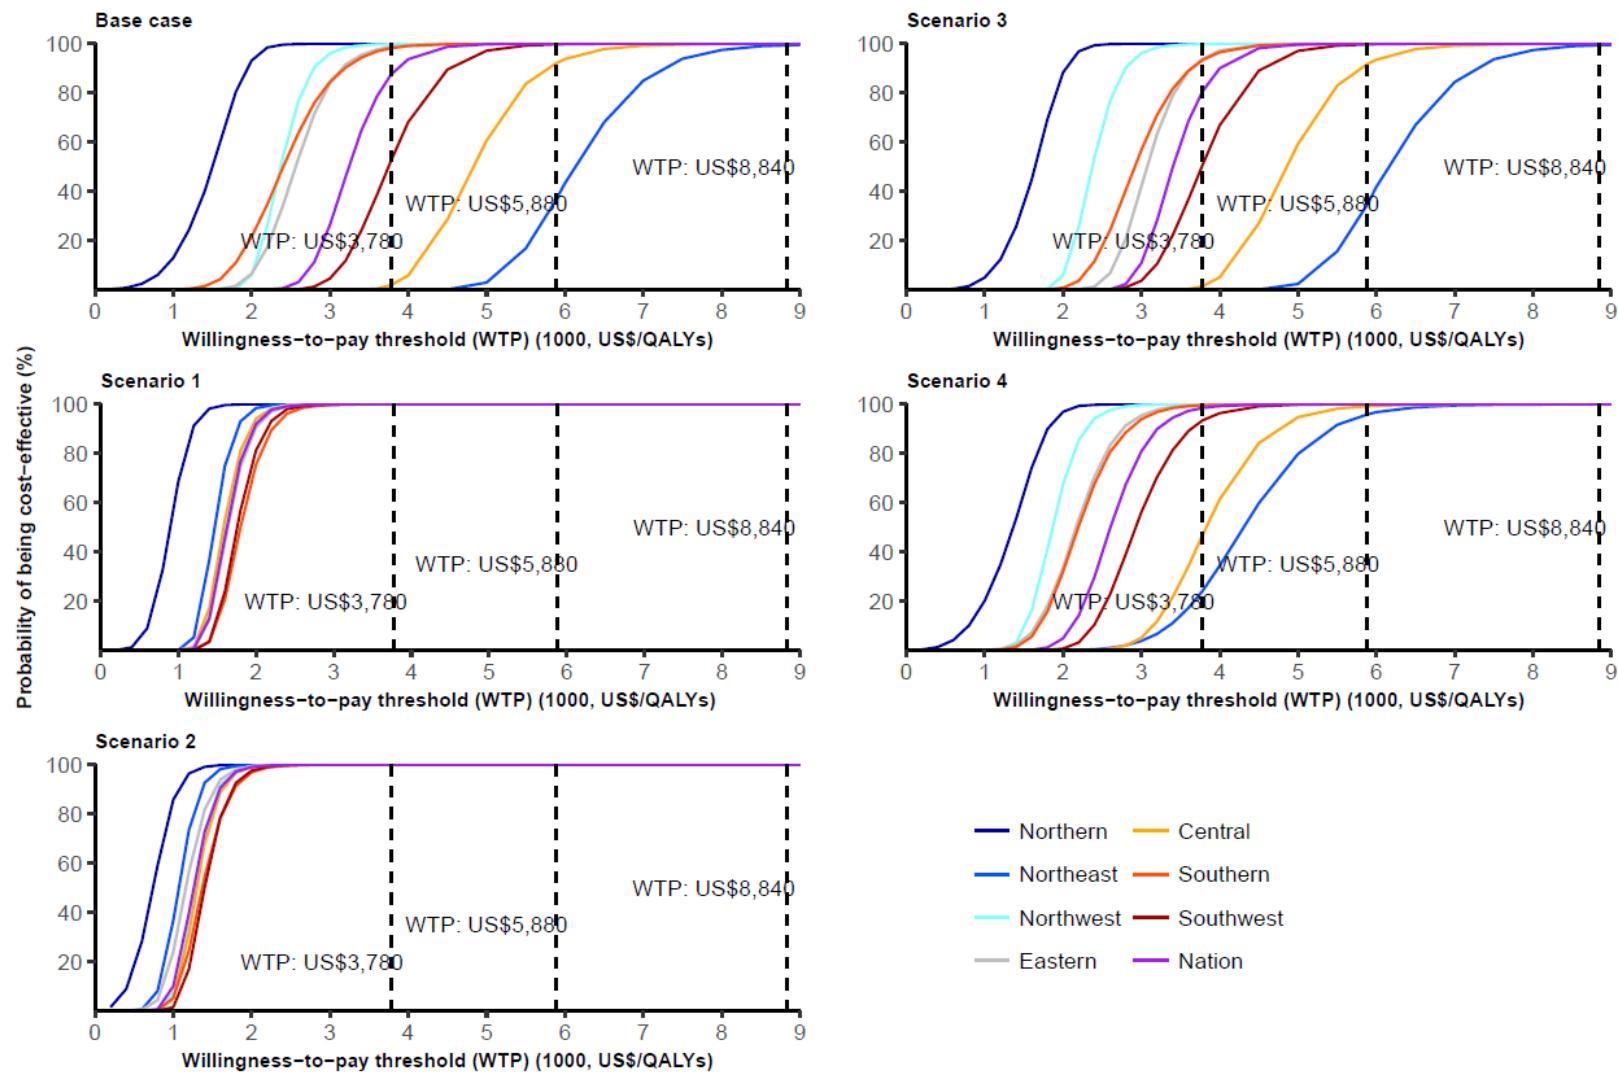 Probability of being cost−effective (%)
Base case
100
80
60
40
20
WTP: US$8,840
WTP: US$5,880
WTP: US$3,780
0 1 2 3 4 5 6 7 8 9
Willingness−to−pay threshold (WTP) (1000, US$/QALYs)
Scenario 3
100
80
60
40
20
WTP: US$8,840
WTP: US$5,880
WTP: US$3,780
0 1 2 3 4 5 6 7 8 9
Willingness−to−pay threshold (WTP) (1000, US$/QALYs)
Scenario 1
100
80
60
40
20
WTP: US$8,840
WTP: US$5,880
WTP: US$3,780
0 1 2 3 4 5 6 7 8 9
Willingness−to−pay threshold (WTP) (1000, US$/QALYs)
Scenario 4
100
80
60
40
20
WTP: US$8,840
WTP: US$5,880
WTP: US$3,780
0 1 2 3 4 5 6 7 8 9
Willingness−to−pay threshold (WTP) (1000, US$/QALYs)
Scenario 2
100
80
60
40
20
WTP: US$8,840
WTP: US$5,880
WTP: US$3,780
0 1 2 3 4 5 6 7 8 9
Willingness−to−pay threshold (WTP) (1000, US$/QALYs)
Northern Central
Northeast Southern
Northwest Southwest
Eastern Nation